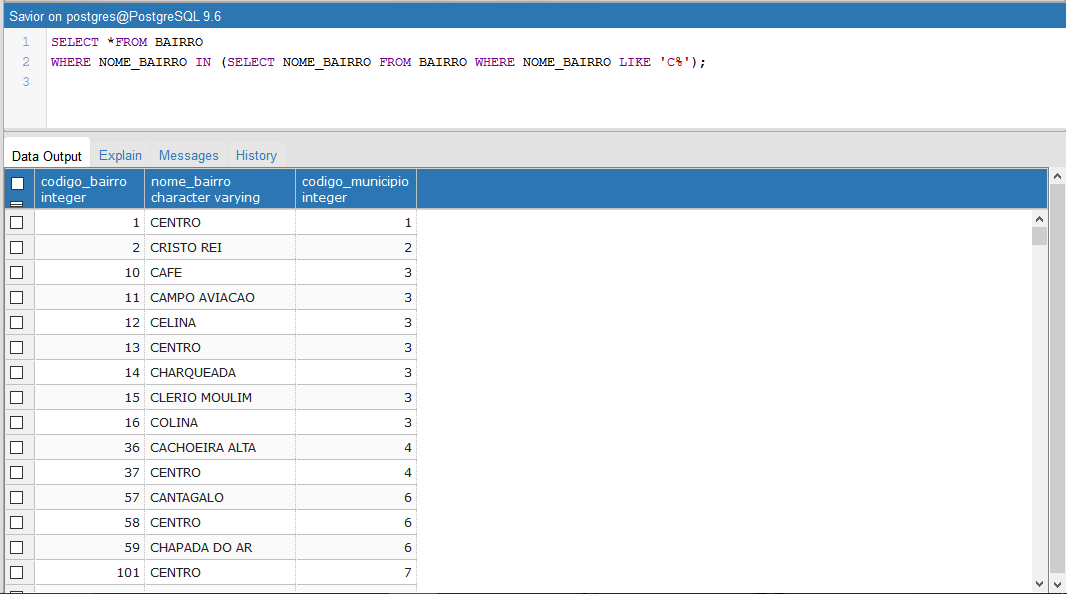 Savior on postgres@PostgreSQL 9.6
1 SELECT *FROM BAIRRO
2 WHERE NOME_BAIRRO IN (SELECT NOME_BAIRRO FROM BAIRRO WHERE NOME_BAIRRO LIKE 'C%');
3
Data Output Explain Messages History
codigo_bairro nome_bairro codigo_municipio
integer character varying integer
1 CENTRO 1
2 CRISTO REI 2
10 CAFE 3
11 CAMPO AVIACAO 3
12 CELINA 3
13 CENTRO 3
14 CHARQUEADA 3
15 CLERIO MOULIM 3
16 COLINA 3
36 CACHOEIRA ALTA 4
37 CENTRO 4
57 CANTAGALO 6
58 CENTRO 6
59 CHAPADA DO AR 6
101 CENTRO 7